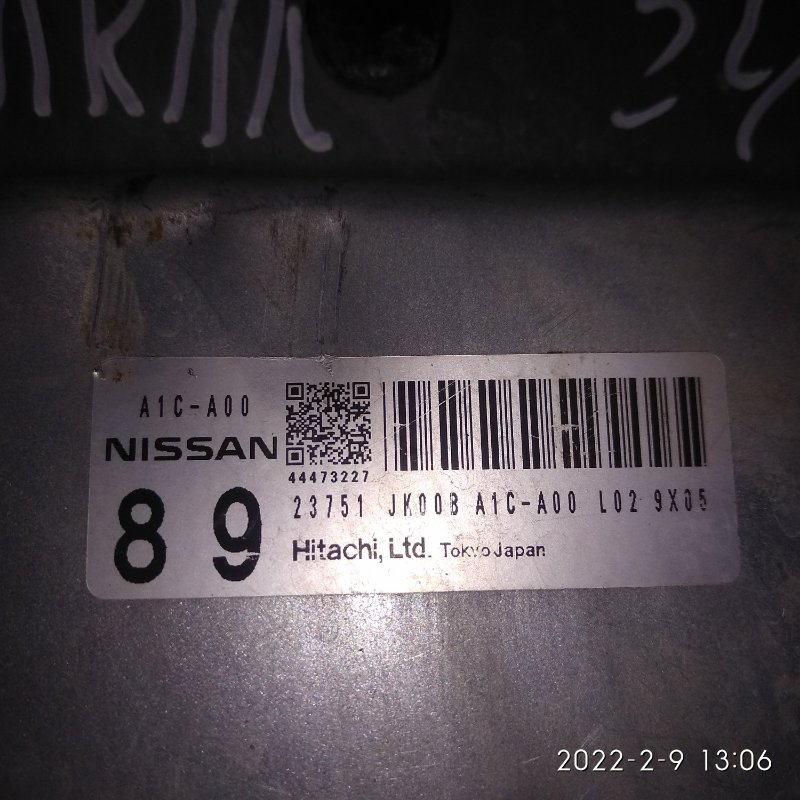 A1C-A00
NISSAN
44473227
89
23751 JK00B A1C-A00 L02 9X05
Hitachi, Ltd. Tokyo Japan
2022-2-9 13:06